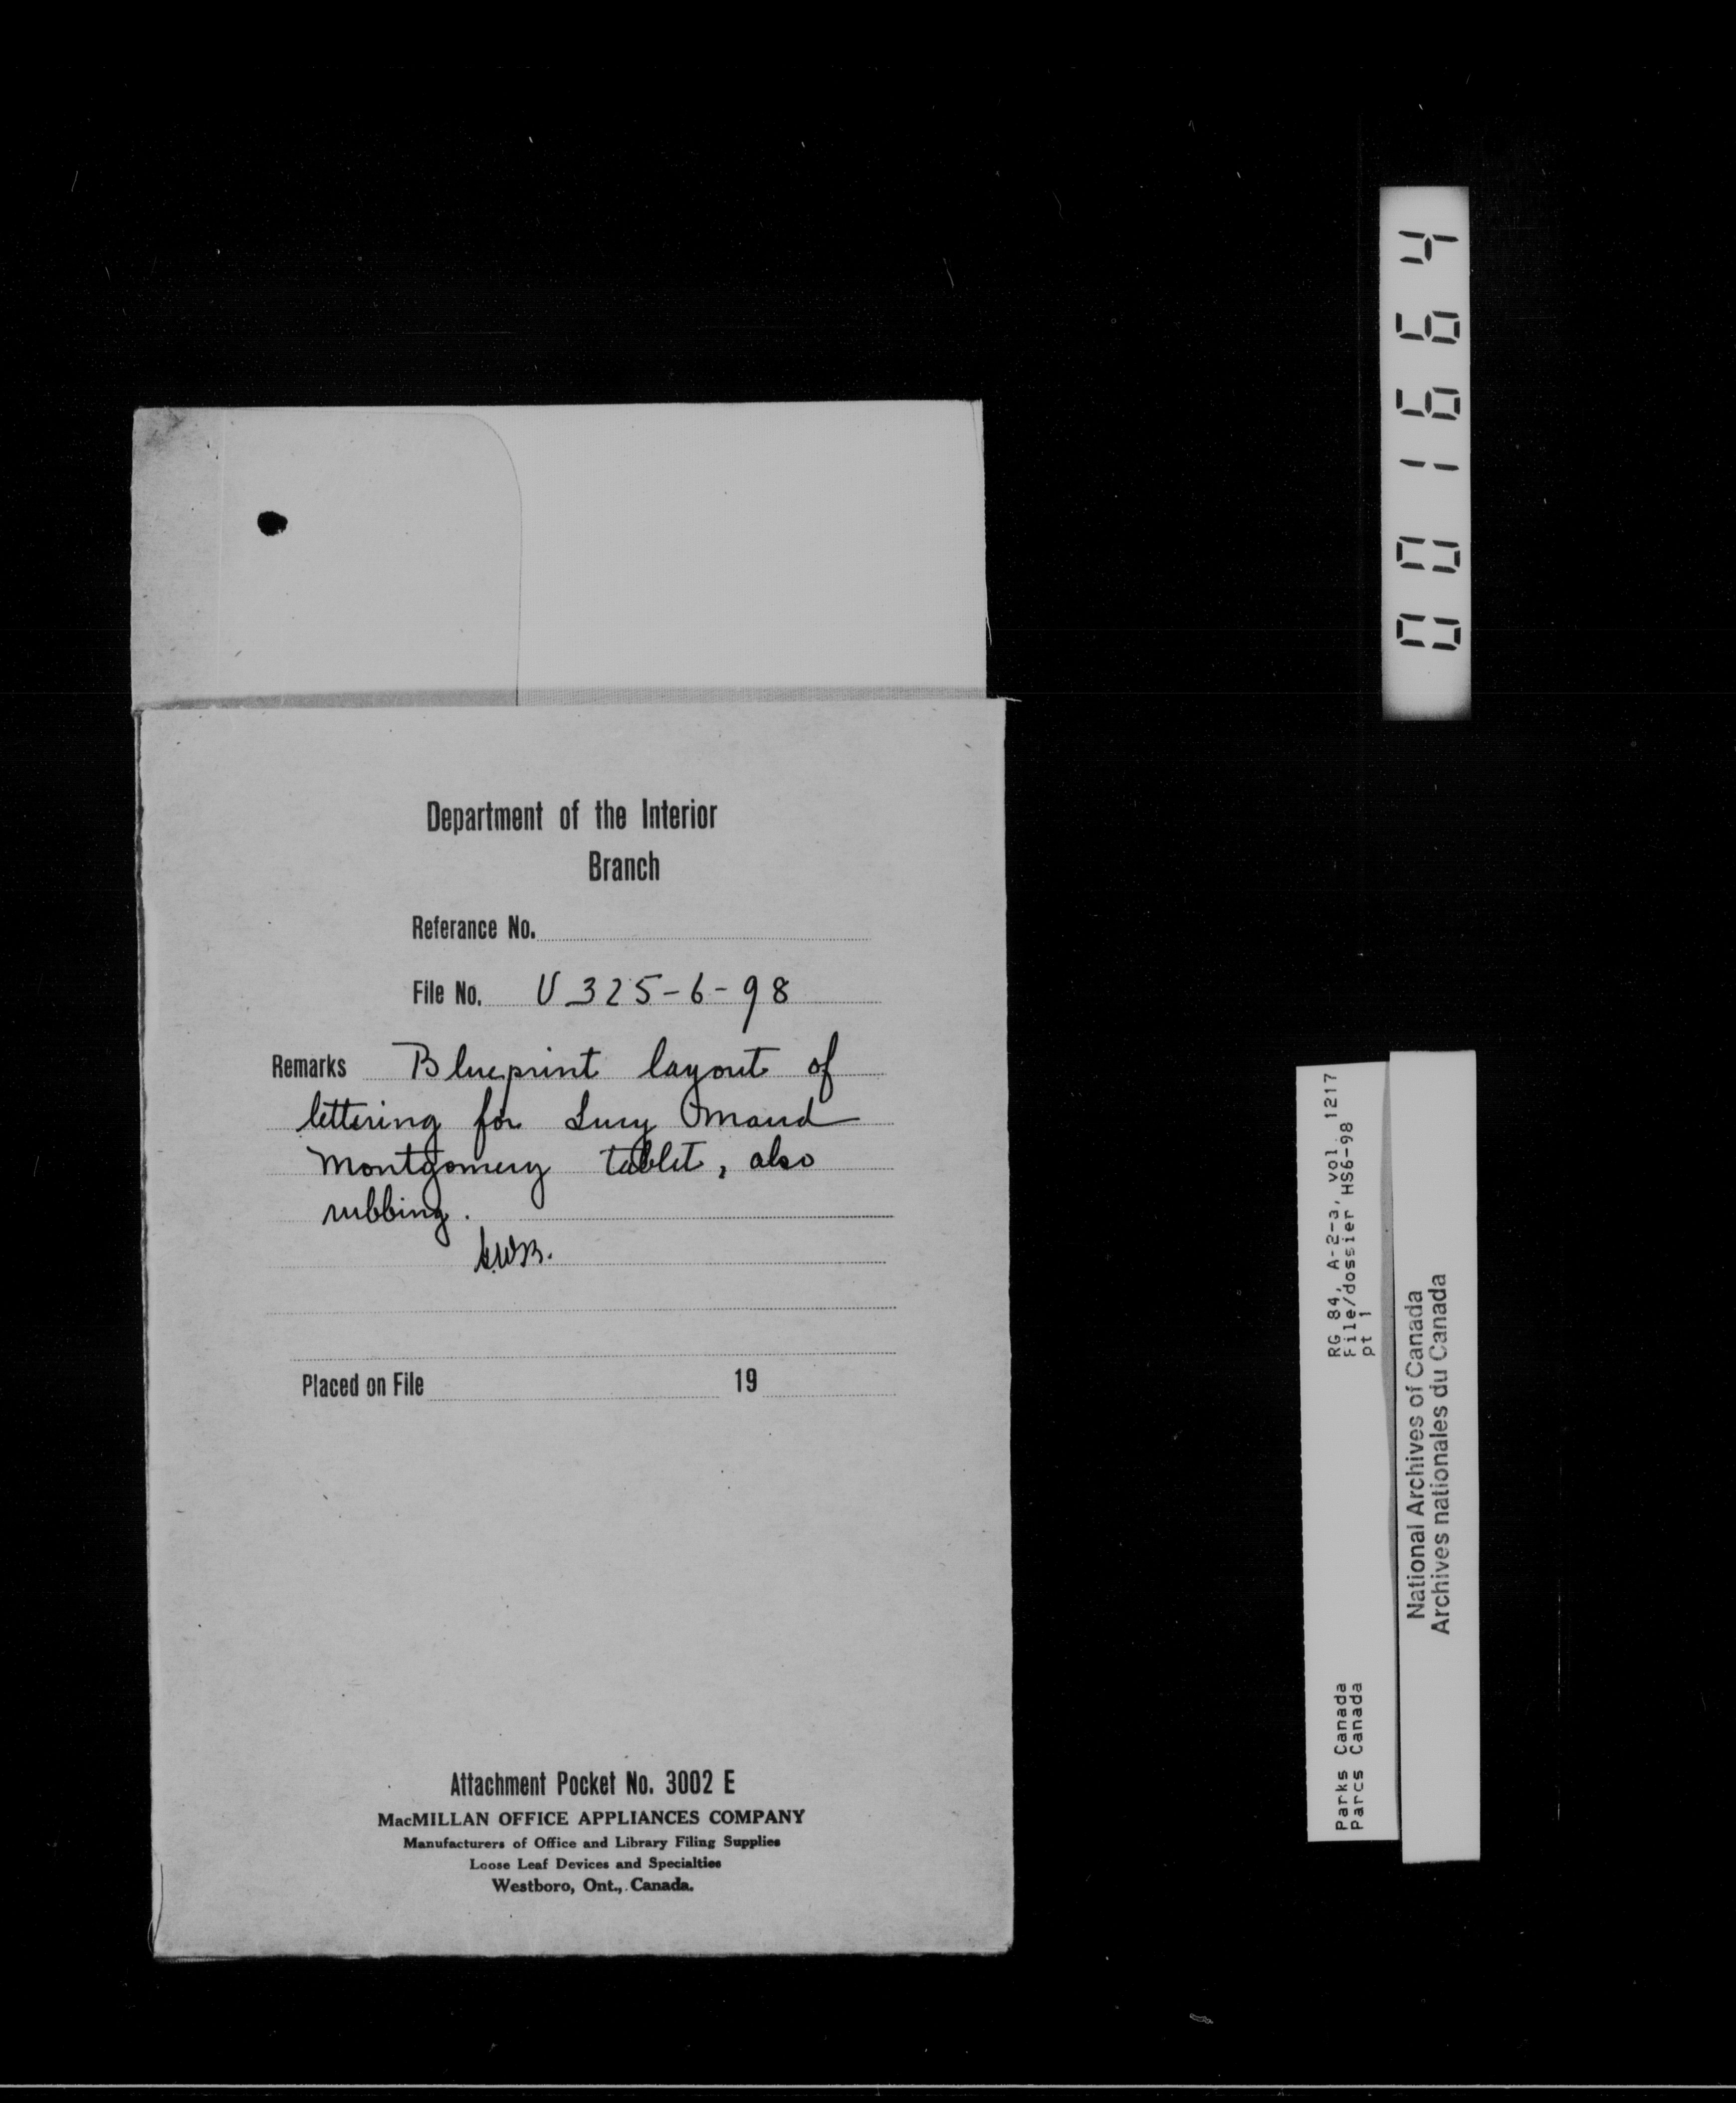 Department of the Interior
Branch
Referance No.
File No. U 325-6-98
Remarks Blueprint layout of
lettering for Lucy Maud
Montgomery tablet, also
rubbing.
Placed on File 19
Attachment Pocket No. 3002 E
MacMILLAN OFFICE APPLIANCES COMPANY
Manufacturers of Office and Library Filing Supplies
Loose Leaf Devices and Specialties
Westboro, Ont., Canada.
001664
RG 84, A-2-3, vol. 1217
File/dossier HS6-98
pt 1
Parks Canada
Parcs Canada
National Archives of Canada
Archives nationales du Canada